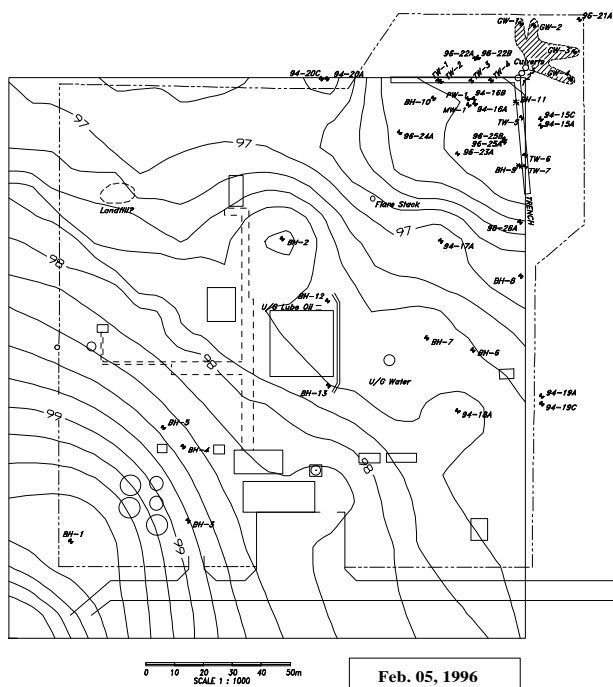 96-21A
GW-1
GW-2
GW-3
GW-4
96-22A
96-22B
Culverts
TW-1
TW-2
TW-3
TW-4
94-20C
94-20A
BH-10
PW-1
94-16B
MW-1
94-16A
BH-11
TW-5
94-15C
94-15A
96-24A
96-25B
96-25A
96-23A
TW-6
BH-9
TW-7
97
97
Landfill?
Flare Stack
TRENCH
97
96-26A
BH-2
94-17A
98
BH-8
BH-12
U/G Lube Oil
BH-7
BH-6
98
U/G Water
BH-13
94-19A
94-19C
94-18A
99
BH-5
BH-4
98
BH-3
BH-1
99
0 10 20 30 40 50m
SCALE 1 : 1000
Feb. 05, 1996